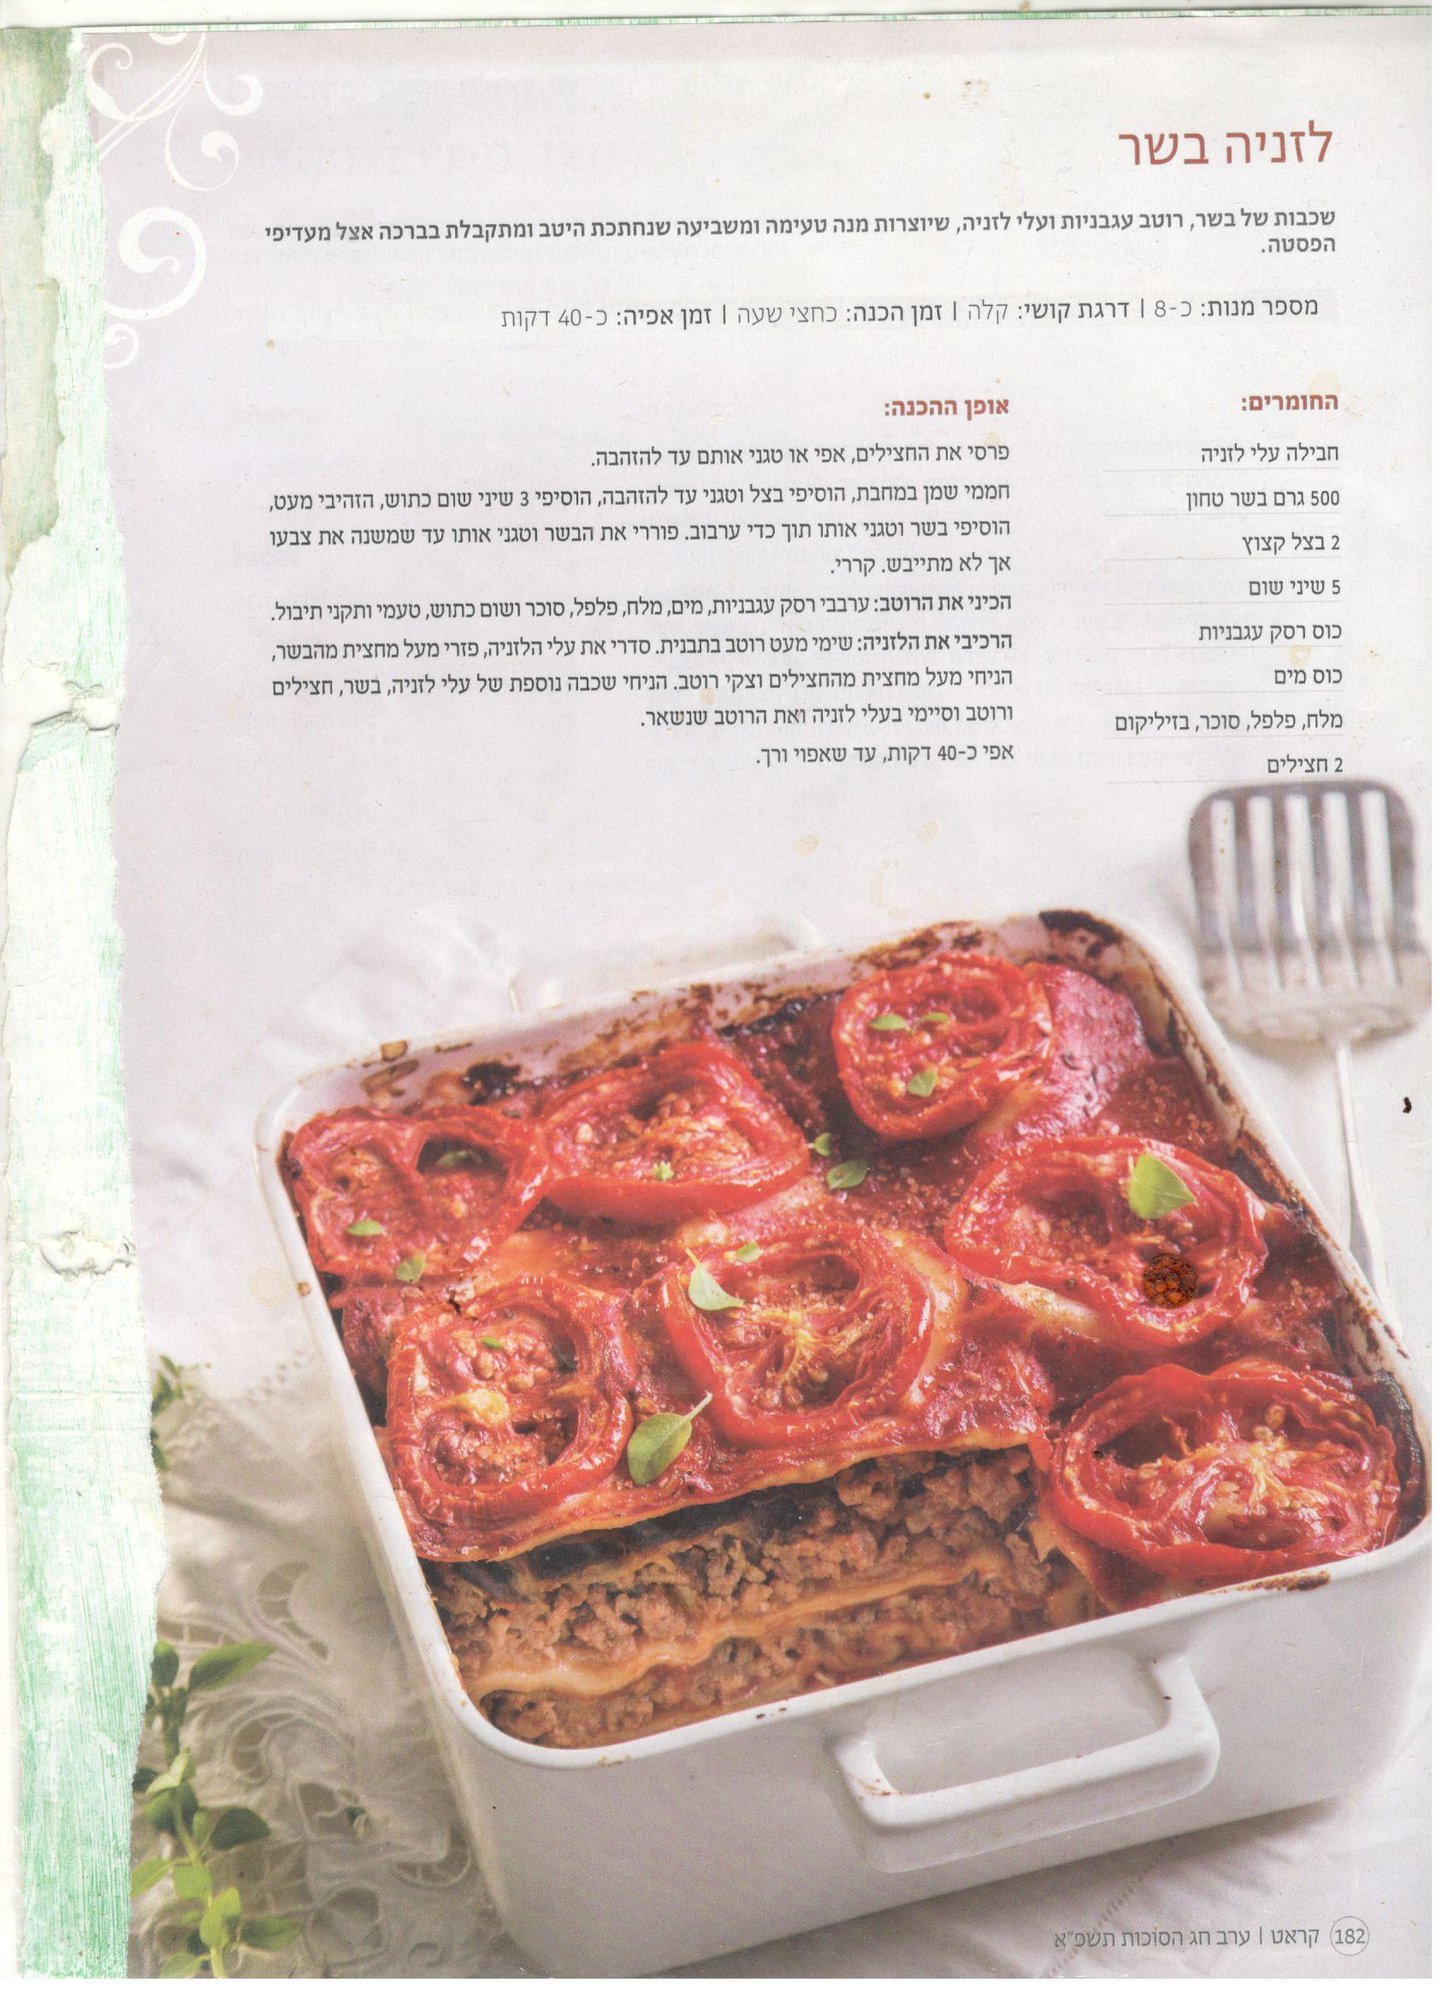 לזניה בשר
שכבות של בשר, רוטב עגבניות ועלי לזניה, שיוצרות מנה טעימה ומשביעה שנחתכת היטב ומתקבלת בברכה אצל מעדיפי
הפסטה.
מספר מנות: כ-8 | דרגת קושי: קלה | זמן הכנה: כחצי שעה | זמן אפיה: כ-40 דקות
החומרים:
חבילה עלי לזניה
500 גרם בשר טחון
2 בצל קצוץ
5 שיני שום
כוס רסק עגבניות
כוס מים
מלח, פלפל, סוכר, בזיליקום
2 חצילים
אופן ההכנה:
פרסי את החצילים, אפי או טגני אותם עד להזהבה.
חממי שמן במחבת, הוסיפי בצל וטגני עד להזהבה, הוסיפי 3 שיני שום כתוש, הזהיבי מעט,
הוסיפי בשר וטגני אותו תוך כדי ערבוב. פוררי את הבשר וטגני אותו עד שמשנה את צבעו
אך לא מתייבש. קררי.
הכיני את הרוטב: ערבבי רסק עגבניות, מים, מלח, פלפל, סוכר ושום כתוש, טעמי ותקני תיבול.
הרכיבי את הלזניה: שימי מעט רוטב בתבנית. סדרי את עלי הלזניה, פזרי מעל מחצית מהבשר,
הניחי מעל מחצית מהחצילים וצקי רוטב. הניחי שכבה נוספת של עלי לזניה, בשר, חצילים
ורוטב וסיימי בעלי לזניה ואת הרוטב שנשאר.
אפי כ-40 דקות, עד שאפוי ורך.
182 קראט | ערב חג הסוכות תשפ"א